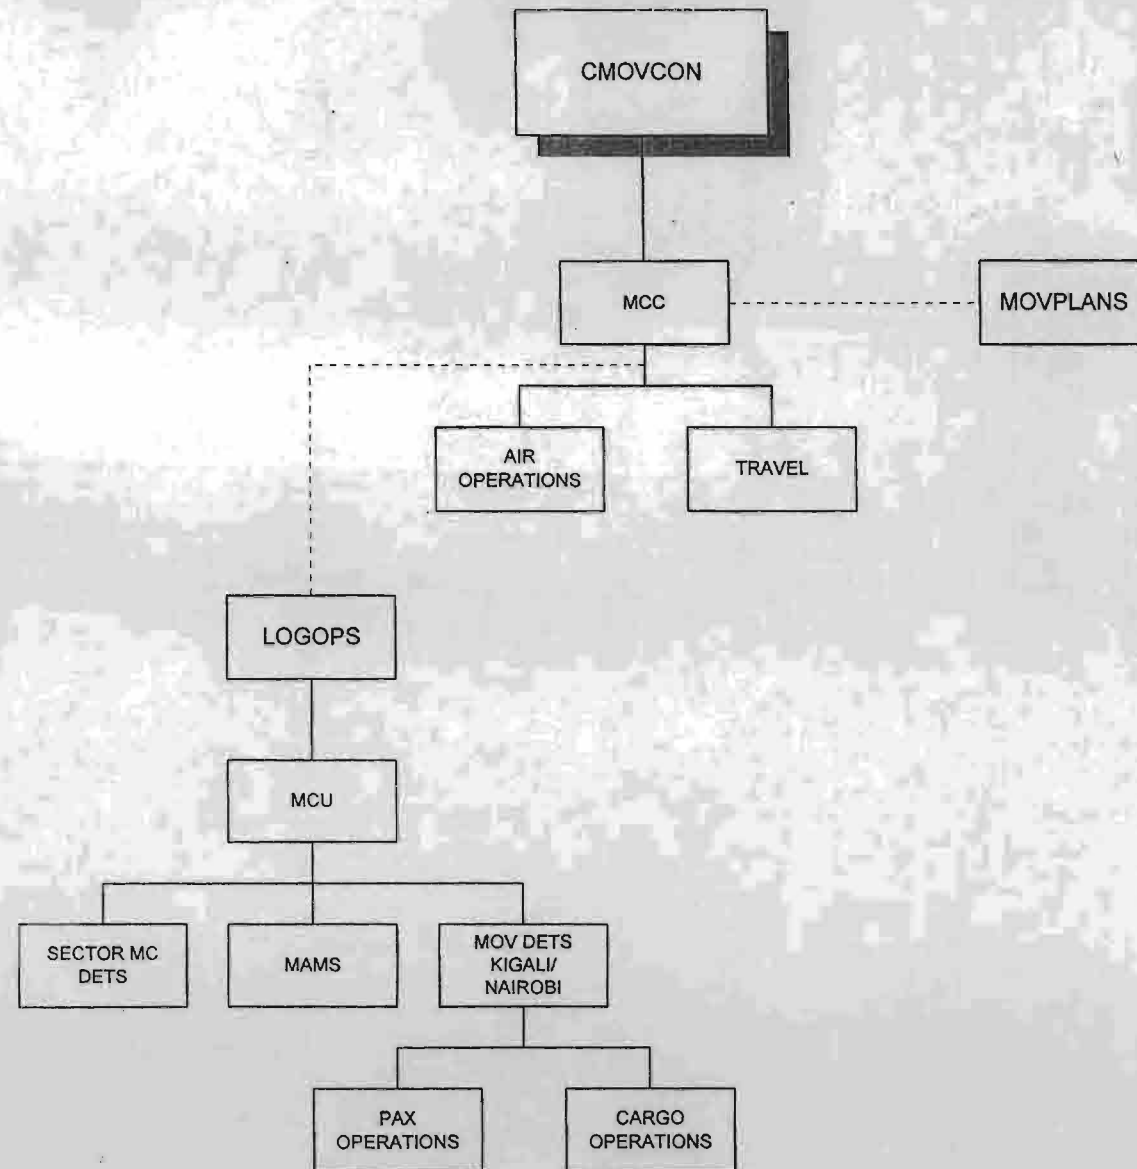 CMOVCON
MCC
MOVPLANS
AIR
OPERATIONS
TRAVEL
LOGOPS
MCU
SECTOR MC
DETS
MAMS
MOV DETS
KIGALI/
NAIROBI
PAX
OPERATIONS
CARGO
OPERATIONS